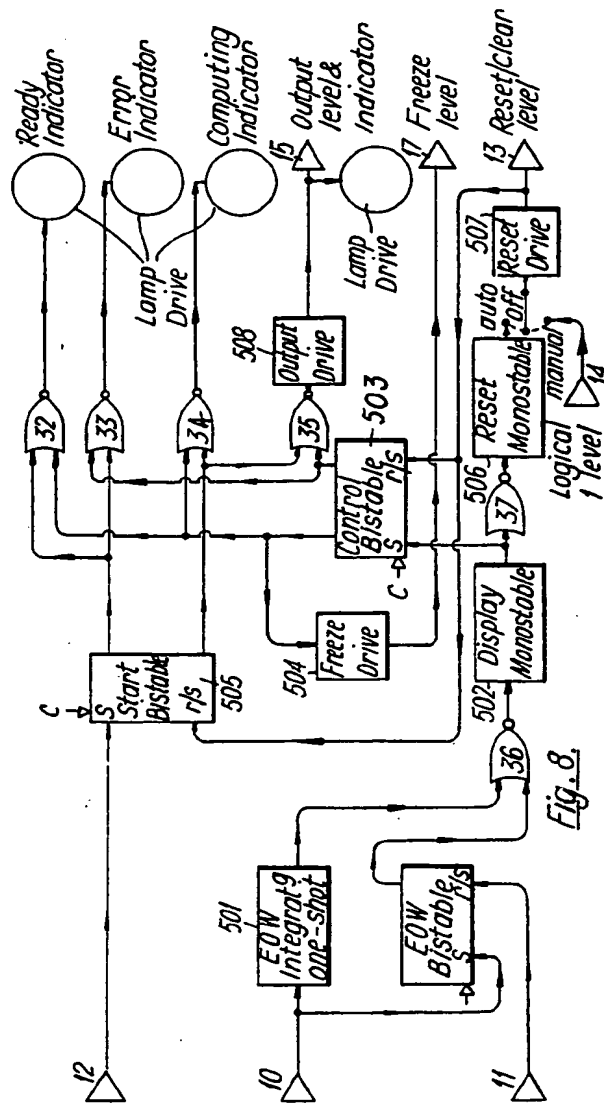 Ready
Indicator
Error
Indicator
Computing
Indicator
Lamp
Drive
Output
level &
Indicator
15
Lamp
Drive
Freeze
level
17
Reset/Clear
level
13
32
33
34
35
508
Output
Drive
503
Control
Bistable
S
r/s
C
504
Freeze
Drive
C
S
Start
Bistable
r/s
505
507
Reset
Drive
auto
off
manual
14
506
Reset
Monostable
Logical
1 level
37
502
Display
Monostable
36
501
EOW
Integratg
one-shot
EOW
Bistable
S
r/s
12
10
11
Fig. 8.